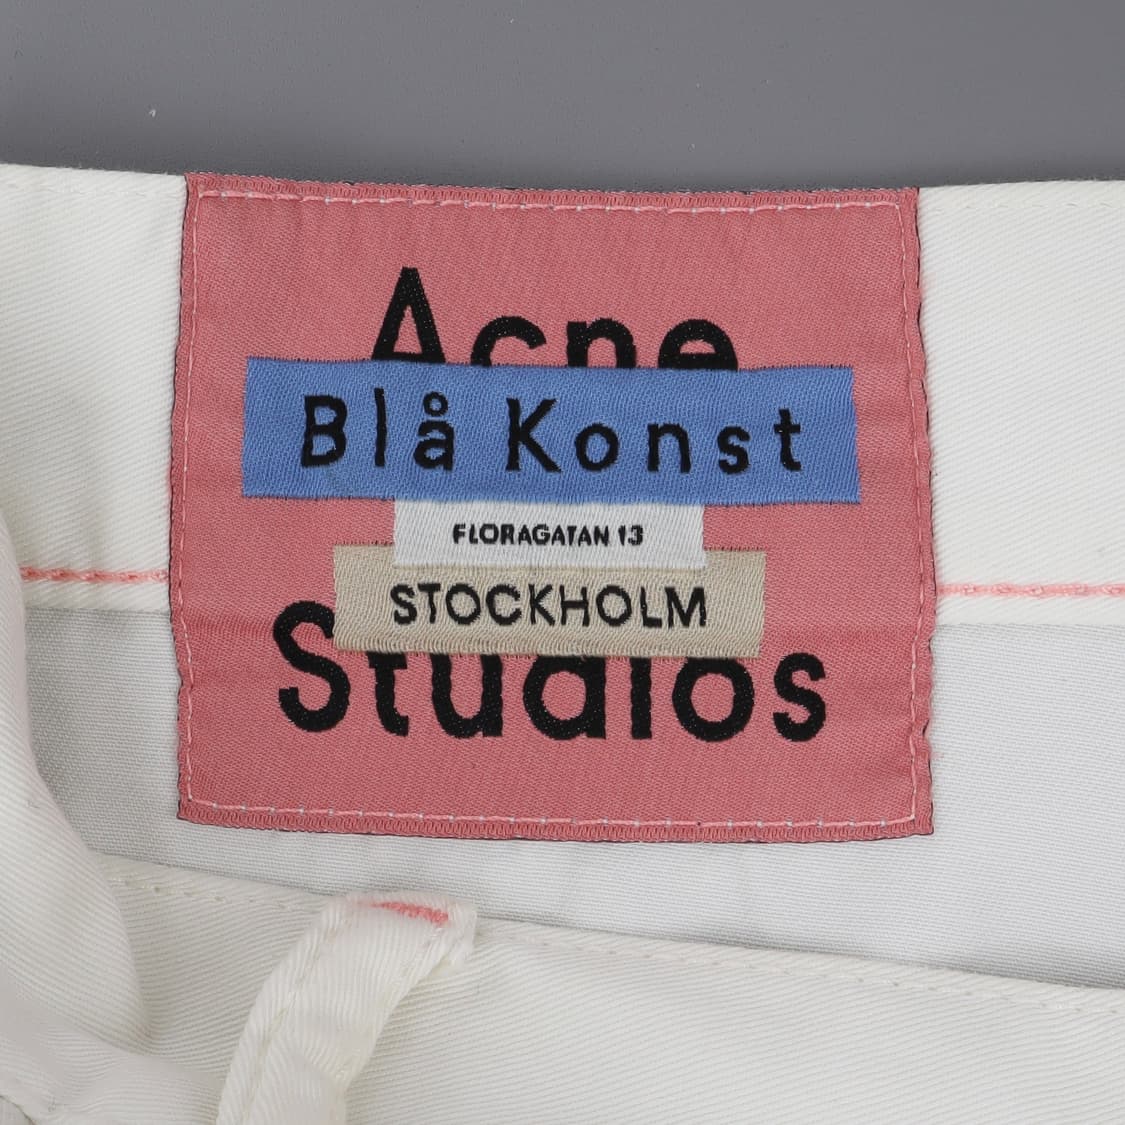 Acne
Blå Konst
FLORAGATAN 13
STOCKHOLM
Studios